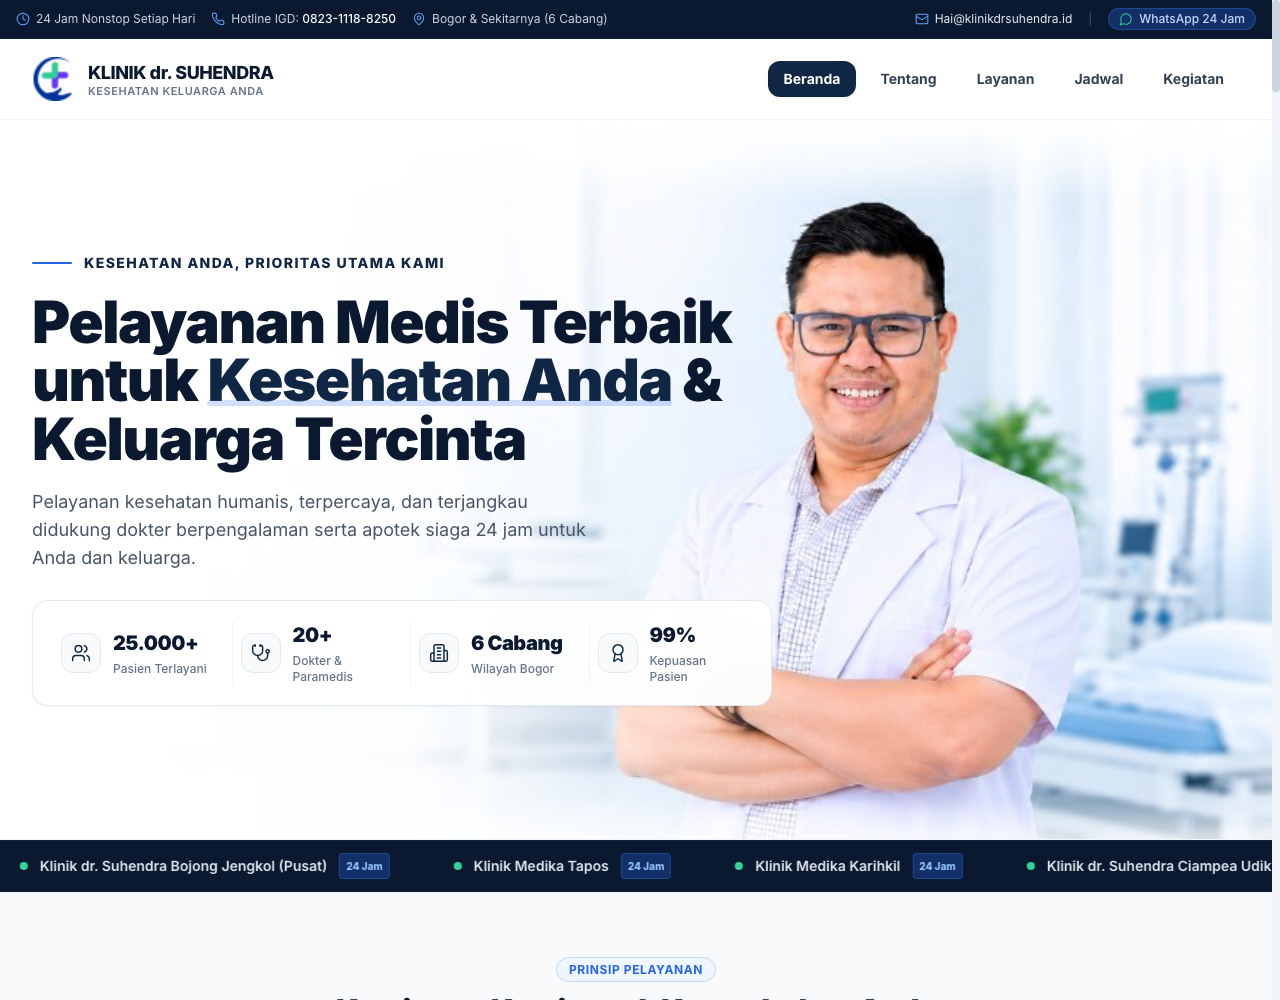 24 Jam Nonstop Setiap Hari
Hotline IGD: 0823-1118-8250
Bogor & Sekitarnya (6 Cabang)
Hai@klinikdrsuhendra.id
WhatsApp 24 Jam
KLINIK dr. SUHENDRA
KESEHATAN KELUARGA ANDA
Beranda
Tentang
Layanan
Jadwal
Kegiatan
KESEHATAN ANDA, PRIORITAS UTAMA KAMI
Pelayanan Medis Terbaik
untuk Kesehatan Anda &
Keluarga Tercinta
Pelayanan kesehatan humanis, terpercaya, dan terjangkau
didukung dokter berpengalaman serta apotek siaga 24 jam untuk
Anda dan keluarga.
25.000+
Pasien Terlayani
20+
Dokter &
Paramedis
6 Cabang
Wilayah Bogor
99%
Kepuasan
Pasien
Klinik dr. Suhendra Bojong Jengkol (Pusat)
24 Jam
Klinik Medika Tapos
24 Jam
Klinik Medika Karihkil
24 Jam
Klinik dr. Suhendra Ciampea Udik
PRINSIP PELAYANAN